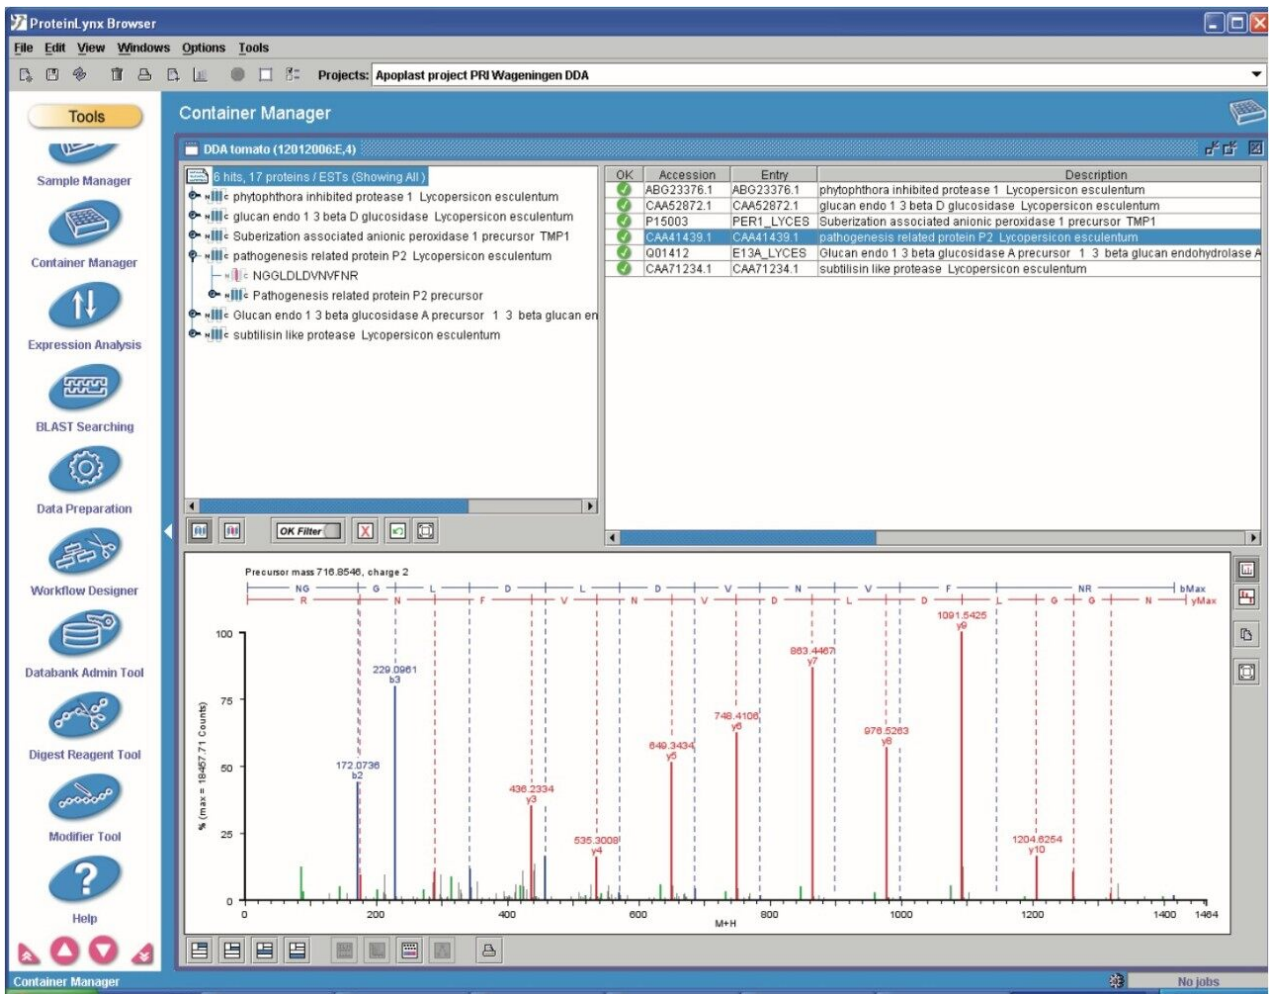 ProteinLynx Browser
File Edit View Windows Options Tools
Projects: Apoplast project PRI Wageningen DDA
Tools
Sample Manager
Container Manager
Expression Analysis
BLAST Searching
Data Preparation
Workflow Designer
Databank Admin Tool
Digest Reagent Tool
Modifier Tool
Help
Container Manager
DDA tomato (12012006:E,4)
6 hits, 17 proteins / ESTs (Showing All )
phytophthora inhibited protease 1 Lycopersicon esculentum
glucan endo 1 3 beta D glucosidase Lycopersicon esculentum
Suberization associated anionic peroxidase 1 precursor TMP1
pathogenesis related protein P2 Lycopersicon esculentum
NGGLDLDVNVFNR
Pathogenesis related protein P2 precursor
Glucan endo 1 3 beta glucosidase A precursor 1 3 beta glucan en
subtilisin like protease Lycopersicon esculentum
OK Accession Entry Description
ABG23376.1 ABG23376.1 phytophthora inhibited protease 1 Lycopersicon esculentum
CAA52872.1 CAA52872.1 glucan endo 1 3 beta D glucosidase Lycopersicon esculentum
P15003 PER1_LYCES Suberization associated anionic peroxidase 1 precursor TMP1
CAA41439.1 CAA41439.1 pathogenesis related protein P2 Lycopersicon esculentum
Q01412 E13A_LYCES Glucan endo 1 3 beta glucosidase A precursor 1 3 beta glucan endohydrolase A
CAA71234.1 CAA71234.1 subtilisin like protease Lycopersicon esculentum
OK Filter
Precursor mass 716.8546, charge 2
NG G L D L D V N V F NR bMax
R N F V N V D L D L G G N yMax
1091.5425
y9
863.4467
y7
229.0961
b3
748.4106
y6
976.5263
y8
649.3434
y5
172.0736
b2
436.2334
y3
535.3008
y4
1204.6254
y10
100
75
50
25
0
% (max = 18457.71 Counts)
0 200 400 600 800 1000 1200 1400 1464
M+H
Container Manager
No jobs